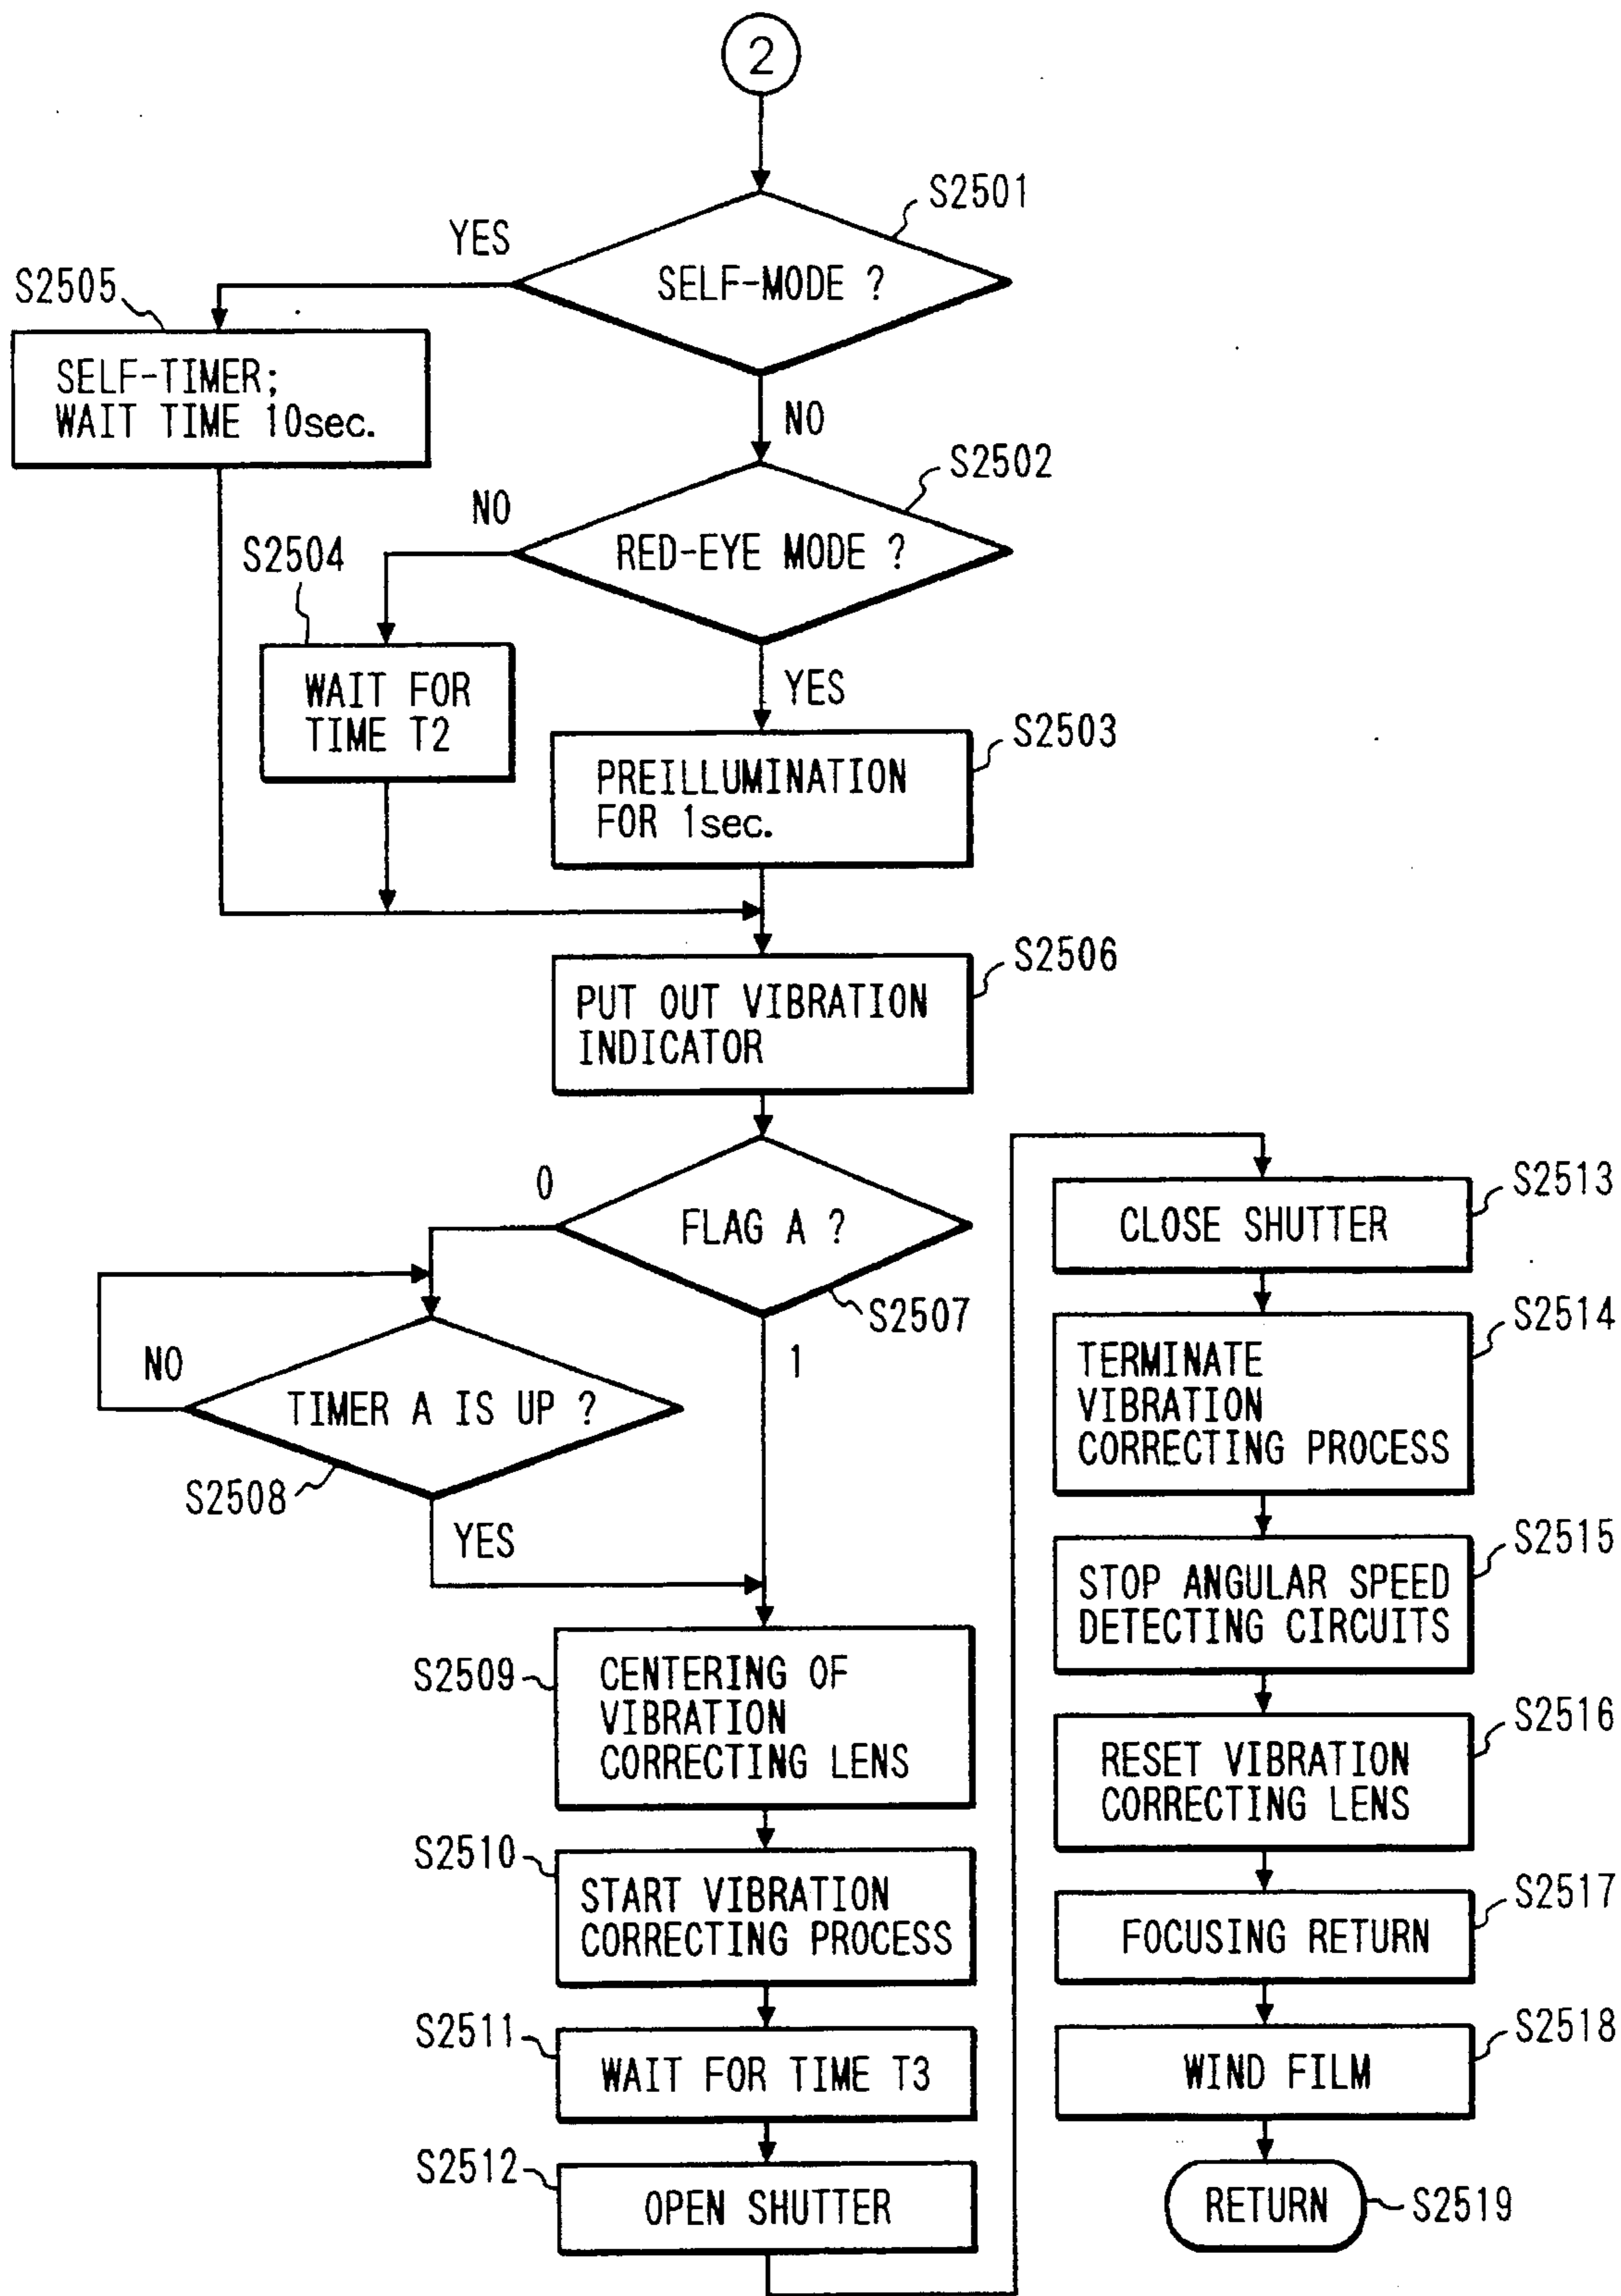 2
S2501
YES
SELF-MODE ?
S2505
SELF-TIMER;
WAIT TIME 10sec.
NO
S2502
NO
RED-EYE MODE ?
S2504
WAIT FOR
TIME T2
YES
S2503
PREILLUMINATION
FOR 1sec.
S2506
PUT OUT VIBRATION
INDICATOR
0
FLAG A ?
S2507
1
NO
TIMER A IS UP ?
S2508
YES
S2509
CENTERING OF
VIBRATION
CORRECTING LENS
S2510
START VIBRATION
CORRECTING PROCESS
S2511
WAIT FOR TIME T3
S2512
OPEN SHUTTER
S2513
CLOSE SHUTTER
S2514
TERMINATE
VIBRATION
CORRECTING PROCESS
S2515
STOP ANGULAR SPEED
DETECTING CIRCUITS
S2516
RESET VIBRATION
CORRECTING LENS
S2517
FOCUSING RETURN
S2518
WIND FILM
RETURN
S2519